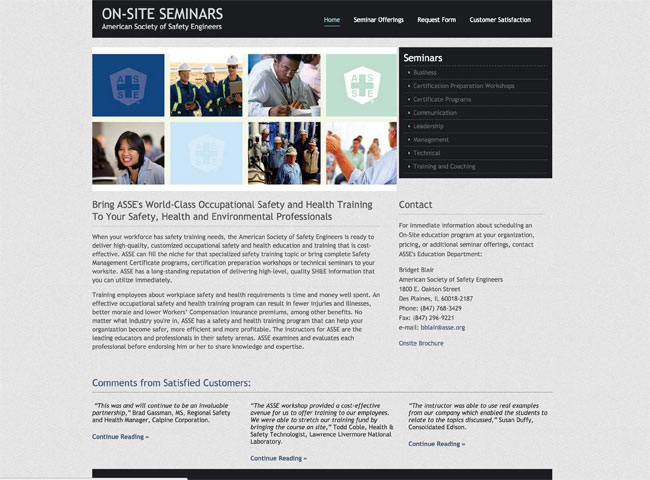 ON-SITE SEMINARS
American Society of Safety Engineers
Home Seminar Offerings Request Form Customer Satisfaction
A S
S E
A S
S E
A S
S E
Seminars
Business
Certification Preparation Workshops
Certificate Programs
Communication
Leadership
Management
Technical
Training and Coaching
Bring ASSE's World-Class Occupational Safety and Health Training
To Your Safety, Health and Environmental Professionals
When your workforce has safety training needs, the American Society of Safety Engineers is ready to
deliver high-quality, customized occupational safety and health education and training that is cost-
effective. ASSE can fill the niche for that specialized safety training topic or bring complete Safety
Management Certificate programs, certification preparation workshops or technical seminars to your
worksite. ASSE has a long-standing reputation of delivering high-level, quality SH&E information that
you can utilize immediately.
Training employees about workplace safety and health requirements is time and money well spent. An
effective occupational safety and health training program can result in fewer injuries and illnesses,
better morale and lower Workers' Compensation insurance premiums, among other benefits. No
matter what industry you're in, ASSE has a safety and health training program that can help your
organization become safer, more efficient and more profitable. The instructors for ASSE are the
leading educators and professionals in their safety arenas. ASSE examines and evaluates each
professional before endorsing him or her to share knowledge and expertise.
Contact
For immediate information about scheduling an
On-Site education program at your organization,
pricing, or additional seminar offerings, contact
ASSE's Education Department:
Bridget Blair
American Society of Safety Engineers
1800 E. Oakton Street
Des Plaines, IL 60018-2187
Phone: (847) 768-3429
Fax: (847) 296-9221
e-mail: bblair@asse.org
Onsite Brochure
Comments from Satisfied Customers:
"This was and will continue to be an invaluable
partnership," Brad Gassman, MS, Regional Safety
and Health Manager, Calpine Corporation.
Continue Reading »
"The ASSE workshop provided a cost-effective
avenue for us to offer training to our employees.
We were able to stretch our training fund by
bringing the course on site," Todd Coble, Health &
Safety Technologist, Lawrence Livermore National
Laboratory.
Continue Reading »
"The instructor was able to use real examples
from our company which enabled the students to
relate to the topics discussed," Susan Duffy,
Consolidated Edison.
Continue Reading »